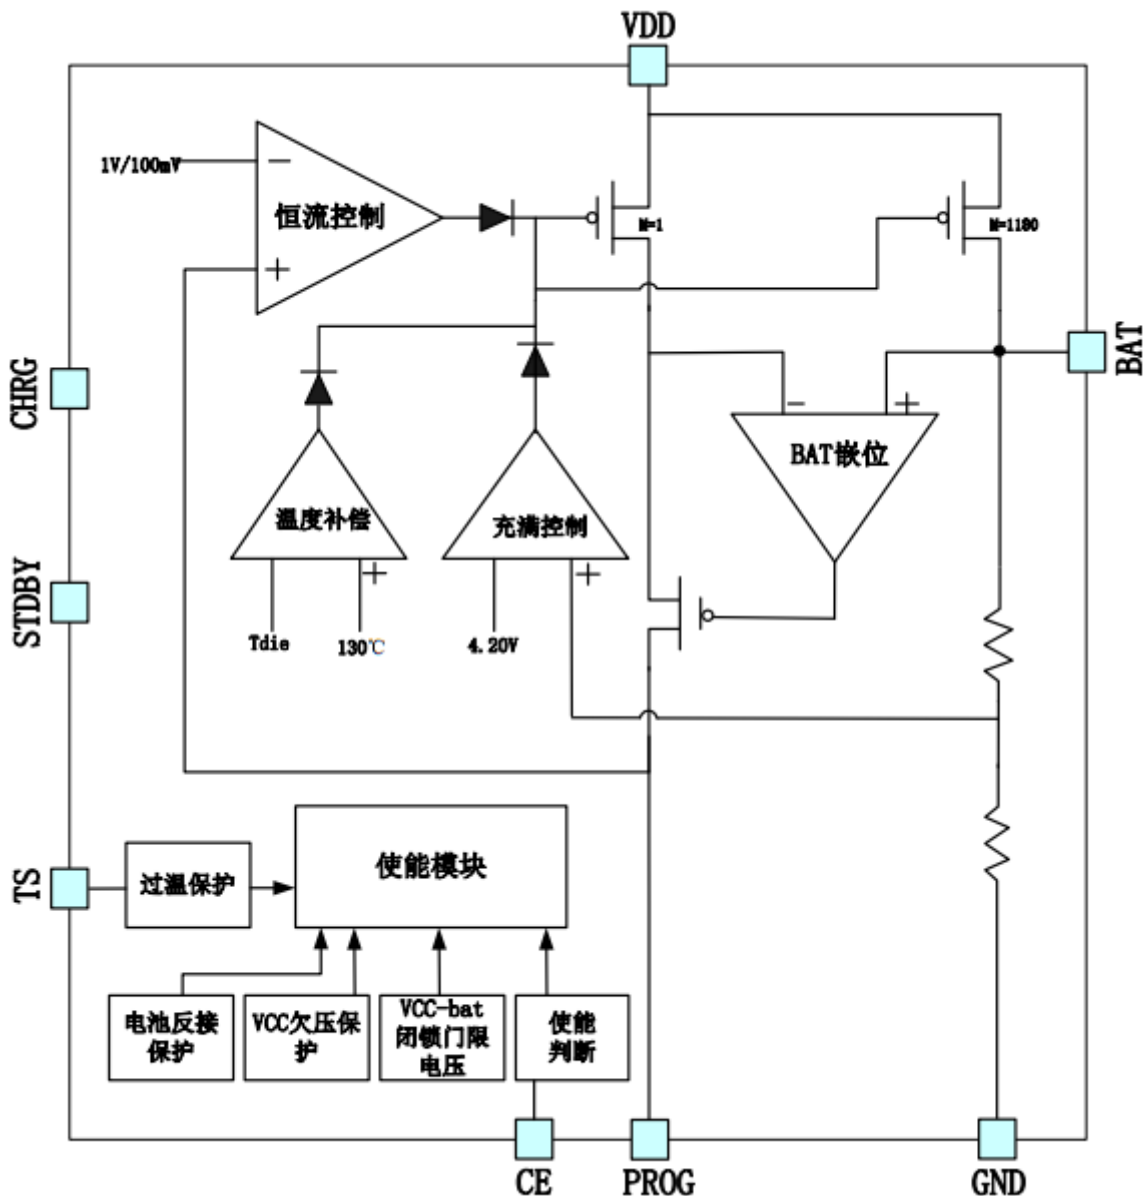 VDD
1V/100mV
−
恒流控制
+
M=1
M=1180
CHRG
BAT
−
+
BAT嵌位
温度补偿
+
充满控制
+
Tdie
130℃
4.20V
STDBY
TS
过温保护
使能模块
电池反接
保护
VCC欠压保
护
VCC-bat
闭锁门限
电压
使能
判断
CE
PROG
GND